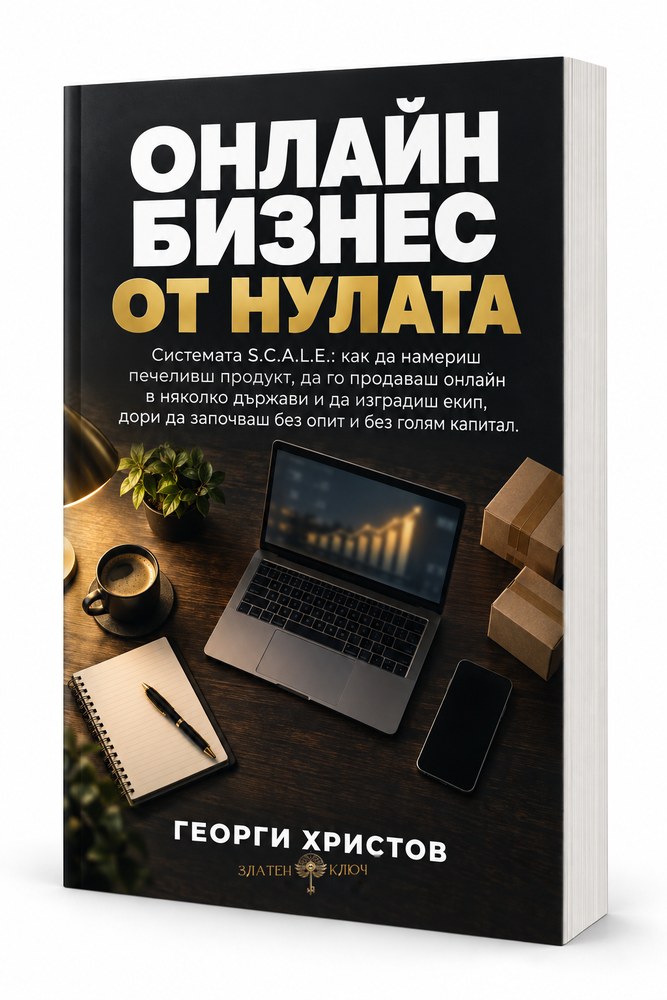 ОНЛАЙН
БИЗНЕС
ОТ НУЛАТА
Системата S.C.A.L.E.: как да намериш
печеливш продукт, да го продаваш онлайн
в няколко държави и да изградиш екип,
дори да започваш без опит и без голям капитал.
ГЕОРГИ ХРИСТОВ
ЗЛАТЕН КЛЮЧ